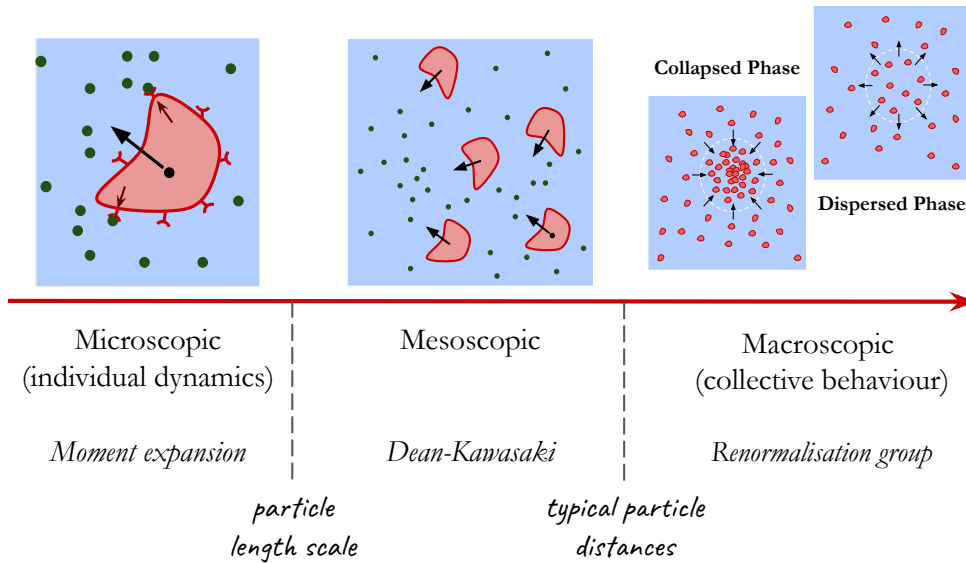 Collapsed Phase
Dispersed Phase
Microscopic
(individual dynamics)
Mesoscopic
Macroscopic
(collective behaviour)
Moment expansion
Dean-Kawasaki
Renormalisation group
particle
length scale
typical particle
distances